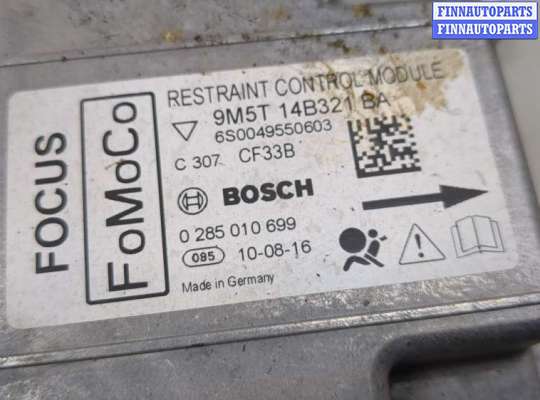 FINNAUTOPARTS
FINNAUTOPARTS
FINNAUTOPARTS
FOCUS
FoMoCo
RESTRAINT CONTROL MODULE
9M5T 14B321 BA
6S0049550603
C 307 CF33B
BOSCH
0 285 010 699
085 10-08-16
Made in Germany